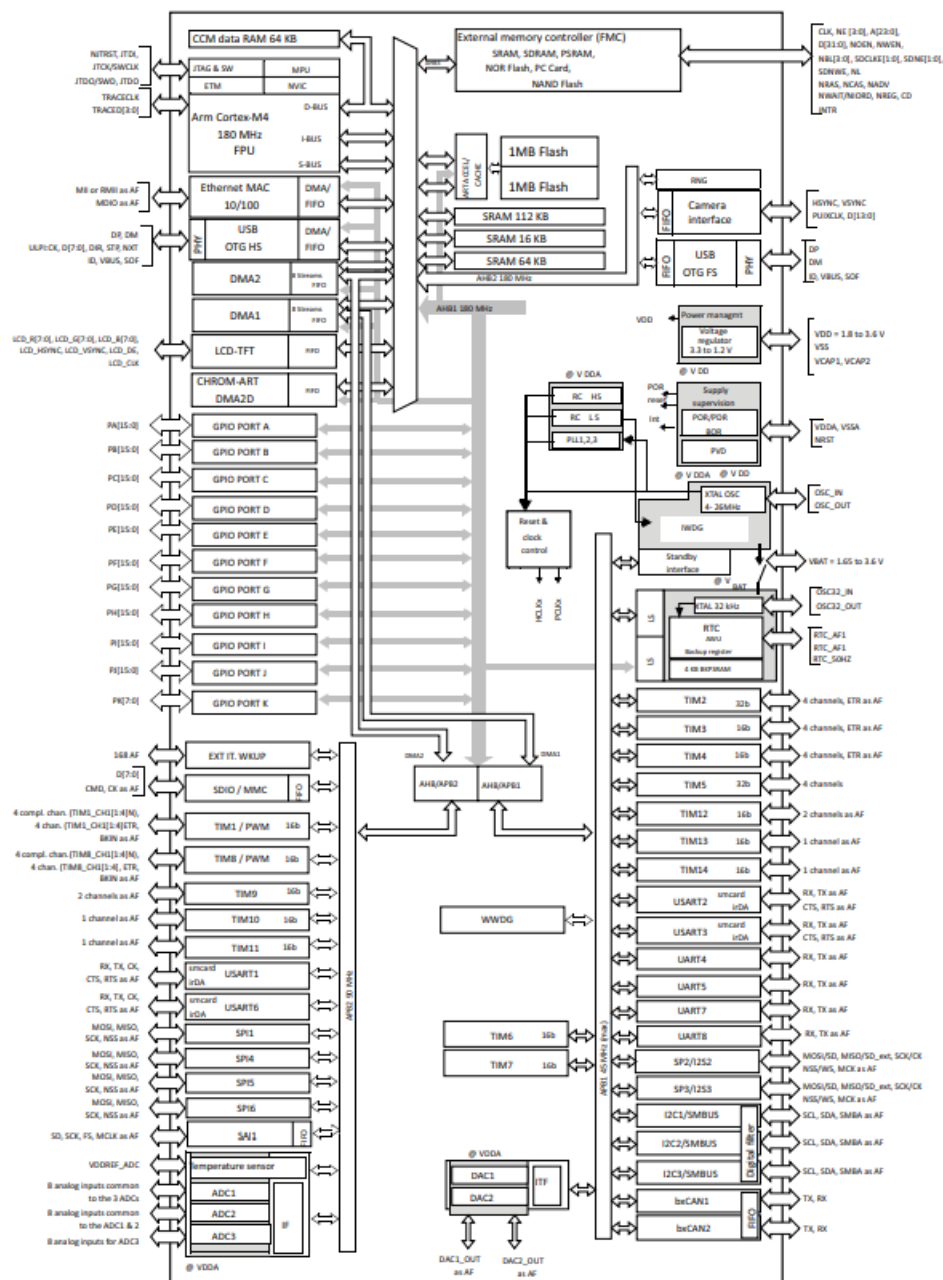 CCM data RAM 64 KB
External memory controller (FMC)
SRAM, SDRAM, PSRAM,
NOR Flash, PC Card,
NAND Flash
CLK, NE [3:0], A[23:0],
D[31:0], NOEN, NWEN,
NBL[3:0], SDCLKE[1:0], SDNE[1:0],
SDNWE, NL
NRAS, NCAS, NADV
NWAIT/NIORD, NREG, CD
INTR
NJTRST, JTDI,
JTCK/SWCLK
JTDO/SWD, JTDO
TRACECLK
TRACED[3:0]
JTAG & SW
MPU
ETM
NVIC
Arm Cortex-M4
180 MHz
FPU
D-BUS
I-BUS
S-BUS
ART ACCEL/
CACHE
1MB Flash
1MB Flash
MII or RMII as AF
MDIO as AF
Ethernet MAC
10/100
DMA/
FIFO
DP, DM
ULPI:CK, D[7:0], DIR, STP, NXT
ID, VBUS, SOF
PHY
USB
OTG HS
DMA/
FIFO
SRAM 112 KB
SRAM 16 KB
SRAM 64 KB
AHB2 180 MHz
AHB1 180 MHz
RNG
FIFO
Camera
interface
HSYNC, VSYNC
PUIXCLK, D[13:0]
FIFO
USB
OTG FS
PHY
DP
DM
ID, VBUS, SOF
DMA2
8 Streams
FIFO
DMA1
8 Streams
FIFO
LCD_R[7:0], LCD_G[7:0], LCD_B[7:0],
LCD_HSYNC, LCD_VSYNC, LCD_DE,
LCD_CLK
LCD-TFT
FIFO
CHROM-ART
DMA2D
FIFO
VDD
Power managmt
Voltage
regulator
3.3 to 1.2 V
@ V DD
VDD = 1.8 to 3.6 V
VSS
VCAP1, VCAP2
@ V DDA
RC HS
RC LS
PLL1,2,3
POR
reset
Int
Supply
supervision
POR/PDR
BOR
PVD
VDDA, VSSA
NRST
@ V DDA
@ V DD
XTAL OSC
4- 26MHz
IWDG
OSC_IN
OSC_OUT
Reset &
clock
control
HCLKx
PCLKx
Standby
interface
VBAT = 1.65 to 3.6 V
@ V BAT
LS
LS
XTAL 32 kHz
RTC
AWU
Backup register
4 KB BKPSRAM
OSC32_IN
OSC32_OUT
RTC_AF1
RTC_AF1
RTC_50HZ
PA[15:0]
GPIO PORT A
PB[15:0]
GPIO PORT B
PC[15:0]
GPIO PORT C
PD[15:0]
GPIO PORT D
PE[15:0]
GPIO PORT E
PF[15:0]
GPIO PORT F
PG[15:0]
GPIO PORT G
PH[15:0]
GPIO PORT H
PI[15:0]
GPIO PORT I
PJ[15:0]
GPIO PORT J
PK[7:0]
GPIO PORT K
DMA2
DMA1
AHB/APB2
AHB/APB1
168 AF
EXT IT. WKUP
D[7:0]
CMD, CK as AF
SDIO / MMC
FIFO
4 compl. chan. (TIM1_CH1[1:4]N),
4 chan. (TIM1_CH1[1:4]ETR,
BKIN as AF
TIM1 / PWM
16b
4 compl. chan.(TIM8_CH1[1:4]N),
4 chan. (TIM8_CH1[1:4], ETR,
BKIN as AF
TIM8 / PWM
16b
2 channels as AF
TIM9
16b
1 channel as AF
TIM10
16b
1 channel as AF
TIM11
16b
RX, TX, CK,
CTS, RTS as AF
smcard
irDA
USART1
RX, TX, CK,
CTS, RTS as AF
smcard
irDA
USART6
MOSI, MISO,
SCK, NSS as AF
SPI1
MOSI, MISO,
SCK, NSS as AF
SPI4
MOSI, MISO,
SCK, NSS as AF
SPI5
MOSI, MISO,
SCK, NSS as AF
SPI6
SD, SCK, FS, MCLK as AF
SAI1
FIFO
VDDREF_ADC
Temperature sensor
8 analog inputs common
to the 3 ADCs
ADC1
8 analog inputs common
to the ADC1 & 2
ADC2
8 analog inputs for ADC3
ADC3
IF
@ VDDA
APB2 90 MHz
WWDG
TIM6
16b
TIM7
16b
@ VDDA
DAC1
DAC2
ITF
DAC1_OUT
as AF
DAC2_OUT
as AF
APB1 45 MHz (max)
TIM2
32b
4 channels, ETR as AF
TIM3
16b
4 channels, ETR as AF
TIM4
16b
4 channels, ETR as AF
TIM5
32b
4 channels
TIM12
16b
2 channels as AF
TIM13
16b
1 channel as AF
TIM14
16b
1 channel as AF
USART2
smcard
irDA
RX, TX as AF
CTS, RTS as AF
USART3
smcard
irDA
RX, TX as AF
CTS, RTS as AF
UART4
RX, TX as AF
UART5
RX, TX as AF
UART7
RX, TX as AF
UART8
RX, TX as AF
SP2/I2S2
MOSI/SD, MISO/SD_ext, SCK/CK
NSS/WS, MCK as AF
SP3/I2S3
MOSI/SD, MISO/SD_ext, SCK/CK
NSS/WS, MCK as AF
I2C1/SMBUS
SCL, SDA, SMBA as AF
I2C2/SMBUS
SCL, SDA, SMBA as AF
I2C3/SMBUS
SCL, SDA, SMBA as AF
Digital filter
bxCAN1
TX, RX
bxCAN2
TX, RX
FIFO